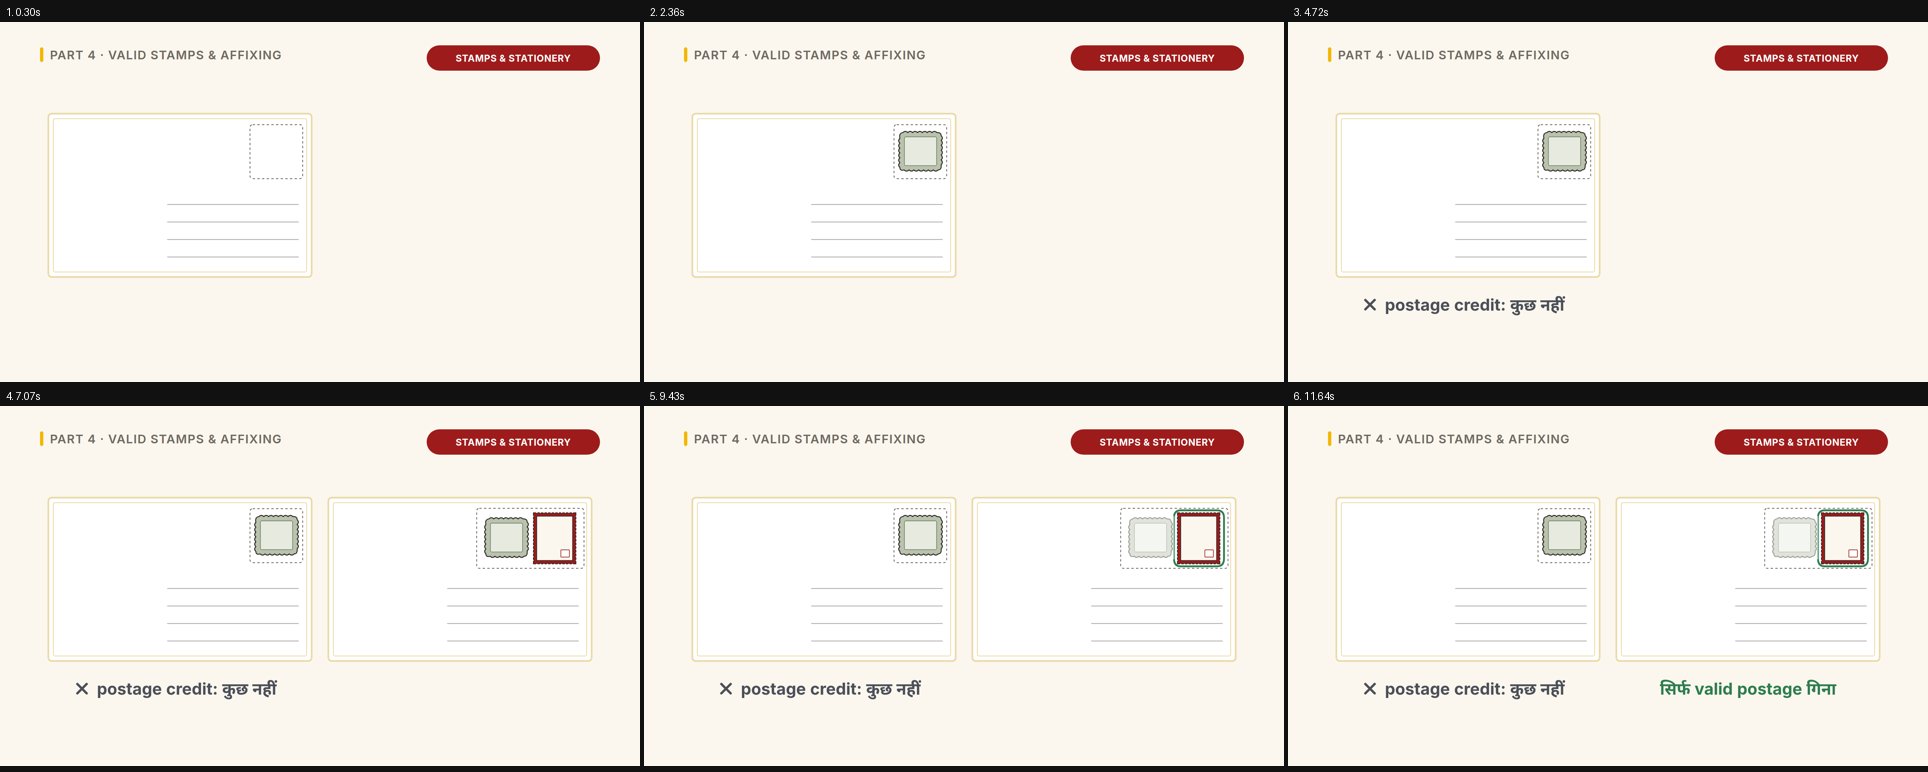 1. 0.30s
PART 4 · VALID STAMPS & AFFIXING
STAMPS & STATIONERY
2. 2.36s
PART 4 · VALID STAMPS & AFFIXING
STAMPS & STATIONERY
3. 4.72s
PART 4 · VALID STAMPS & AFFIXING
STAMPS & STATIONERY
✕ postage credit: कुछ नहीं
4. 7.07s
PART 4 · VALID STAMPS & AFFIXING
STAMPS & STATIONERY
✕ postage credit: कुछ नहीं
5. 9.43s
PART 4 · VALID STAMPS & AFFIXING
STAMPS & STATIONERY
✕ postage credit: कुछ नहीं
6. 11.64s
PART 4 · VALID STAMPS & AFFIXING
STAMPS & STATIONERY
✕ postage credit: कुछ नहीं
सिर्फ valid postage गिना